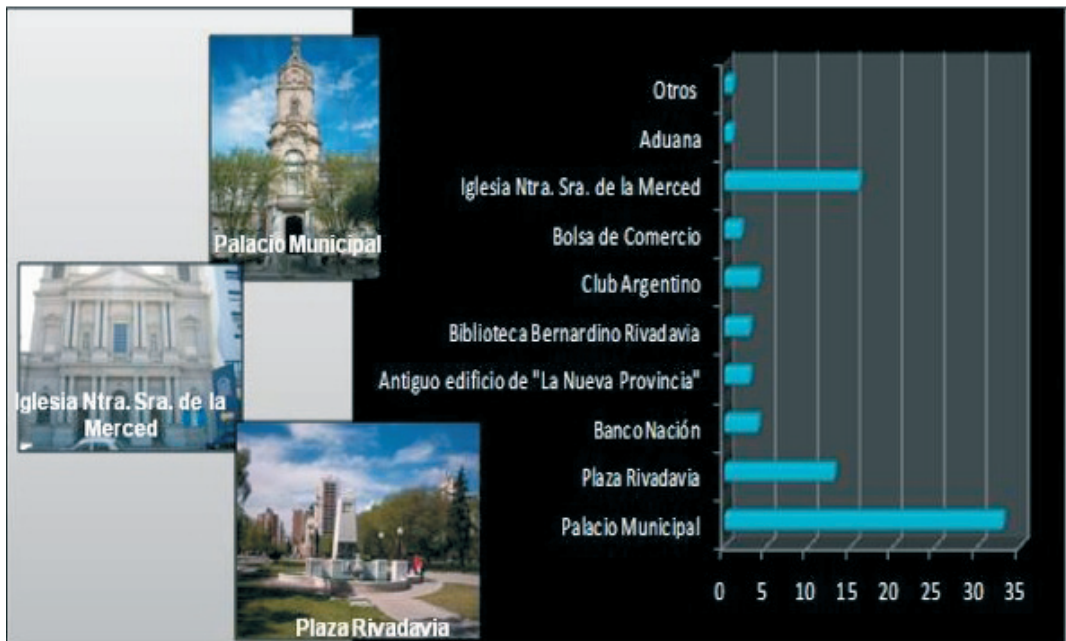 Palacio Municipal
Iglesia Ntra. Sra. de la
Merced
Plaza Rivadavia
Otros
Aduana
Iglesia Ntra. Sra. de la Merced
Bolsa de Comercio
Club Argentino
Biblioteca Bernardino Rivadavia
Antiguo edificio de "La Nueva Provincia"
Banco Nación
Plaza Rivadavia
Palacio Municipal
0 5 10 15 20 25 30 35